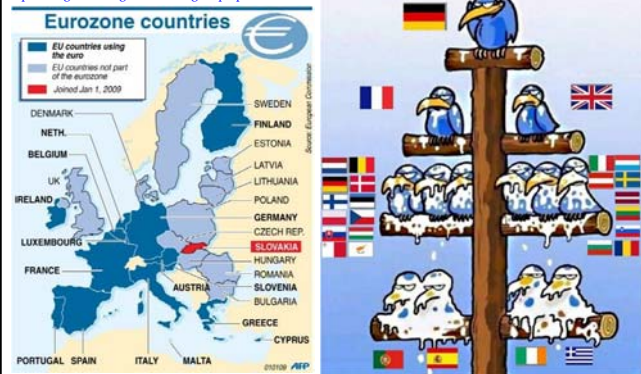 Eurozone countries
EU countries using
the euro
EU countries not part
of the eurozone
Joined Jan 1, 2009
Source: European Commission
DENMARK
NETH.
BELGIUM
UK
IRELAND
LUXEMBOURG
FRANCE
SWEDEN
FINLAND
ESTONIA
LATVIA
LITHUANIA
POLAND
GERMANY
CZECH REP.
SLOVAKIA
HUNGARY
ROMANIA
AUSTRIA
SLOVENIA
BULGARIA
GREECE
CYPRUS
PORTUGAL SPAIN ITALY MALTA
010109 AFP